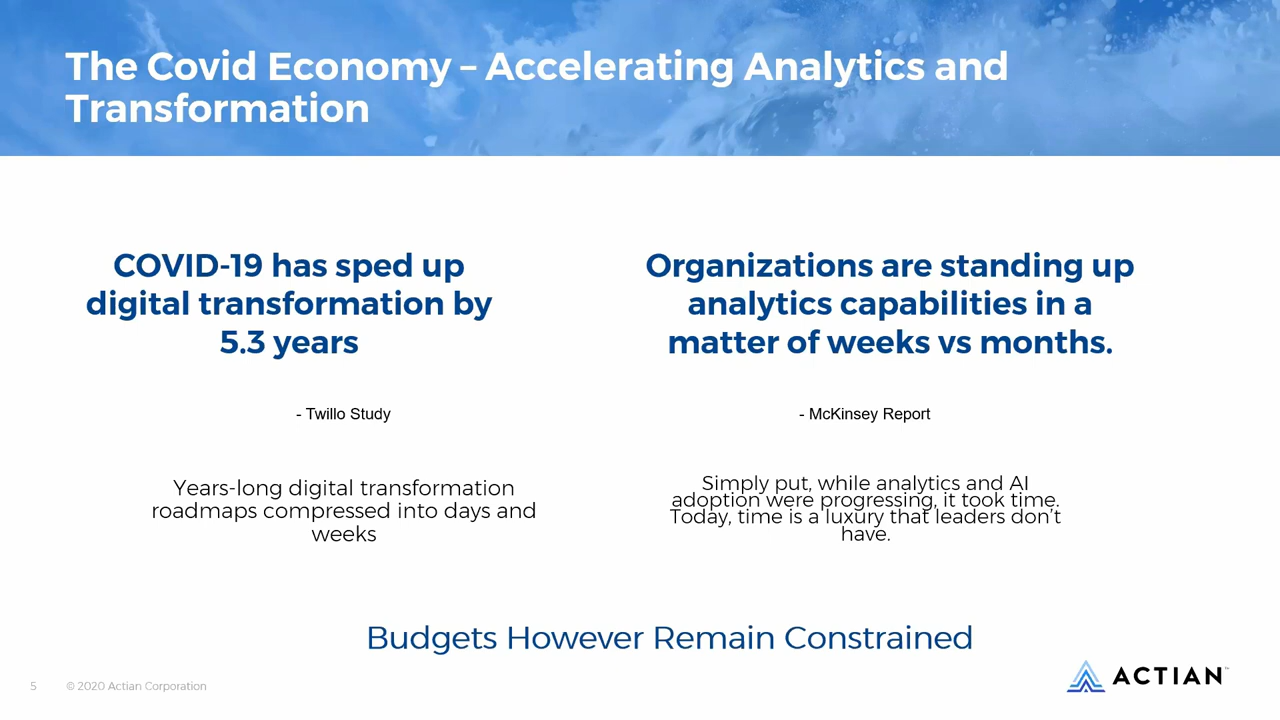 The Covid Economy – Accelerating Analytics and
Transformation
COVID-19 has sped up
digital transformation by
5.3 years
- Twillo Study
Years-long digital transformation
roadmaps compressed into days and
weeks
Organizations are standing up
analytics capabilities in a
matter of weeks vs months.
- McKinsey Report
Simply put, while analytics and AI
adoption were progressing, it took time.
Today, time is a luxury that leaders don’t
have.
Budgets However Remain Constrained
5
© 2020 Actian Corporation
ACTIAN™